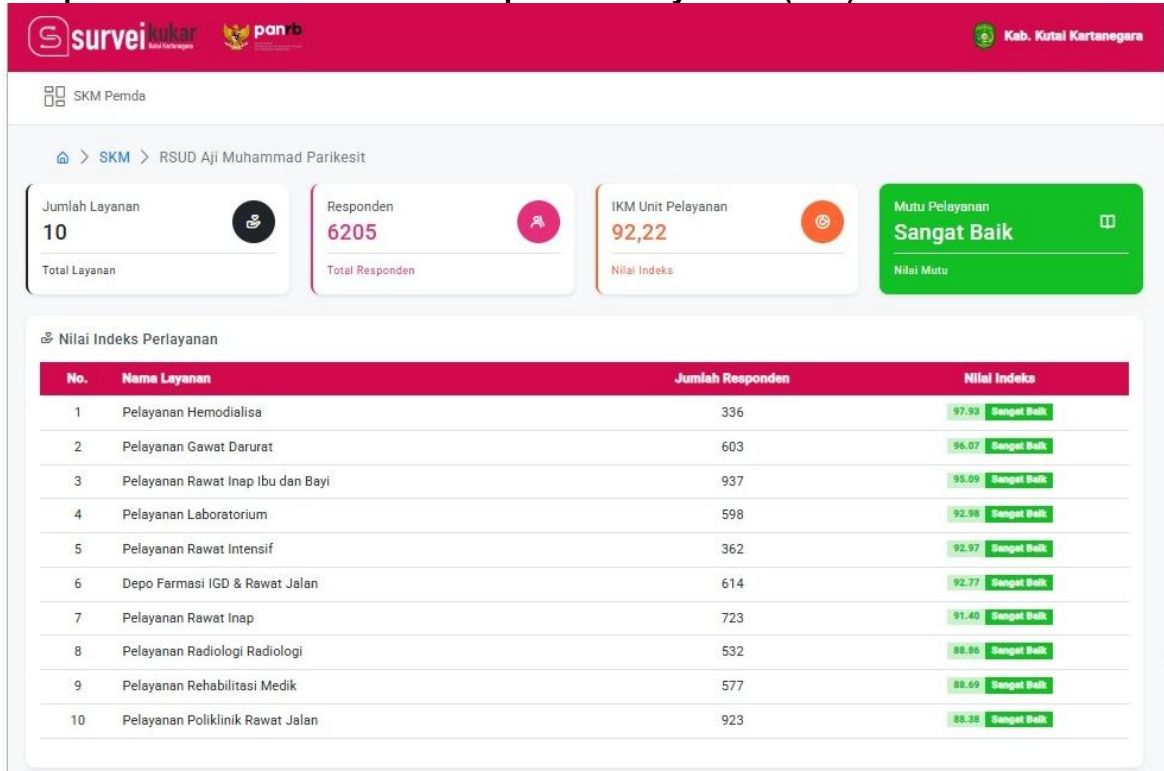 Ssurveikukar panrb Kab. Kutai Kartanegara
Kutai Kartanegara
SKM Pemda
> SKM > RSUD Aji Muhammad Parikesit
Jumlah Layanan
10
Total Layanan
Responden
6205
Total Responden
IKM Unit Pelayanan
92,22
Nilai Indeks
Mutu Pelayanan
Sangat Baik
Nilai Mutu
Nilai Indeks Perlayanan
No. Nama Layanan Jumlah Responden Nilai Indeks
1 Pelayanan Hemodialisa 336 97.93 Sangat Baik
2 Pelayanan Gawat Darurat 603 96.07 Sangat Baik
3 Pelayanan Rawat Inap Ibu dan Bayi 937 95.09 Sangat Baik
4 Pelayanan Laboratorium 598 92.98 Sangat Baik
5 Pelayanan Rawat Intensif 362 92.97 Sangat Baik
6 Depo Farmasi IGD & Rawat Jalan 614 92.77 Sangat Baik
7 Pelayanan Rawat Inap 723 91.40 Sangat Baik
8 Pelayanan Radiologi Radiologi 532 88.86 Sangat Baik
9 Pelayanan Rehabilitasi Medik 577 88.69 Sangat Baik
10 Pelayanan Poliklinik Rawat Jalan 923 88.38 Sangat Baik